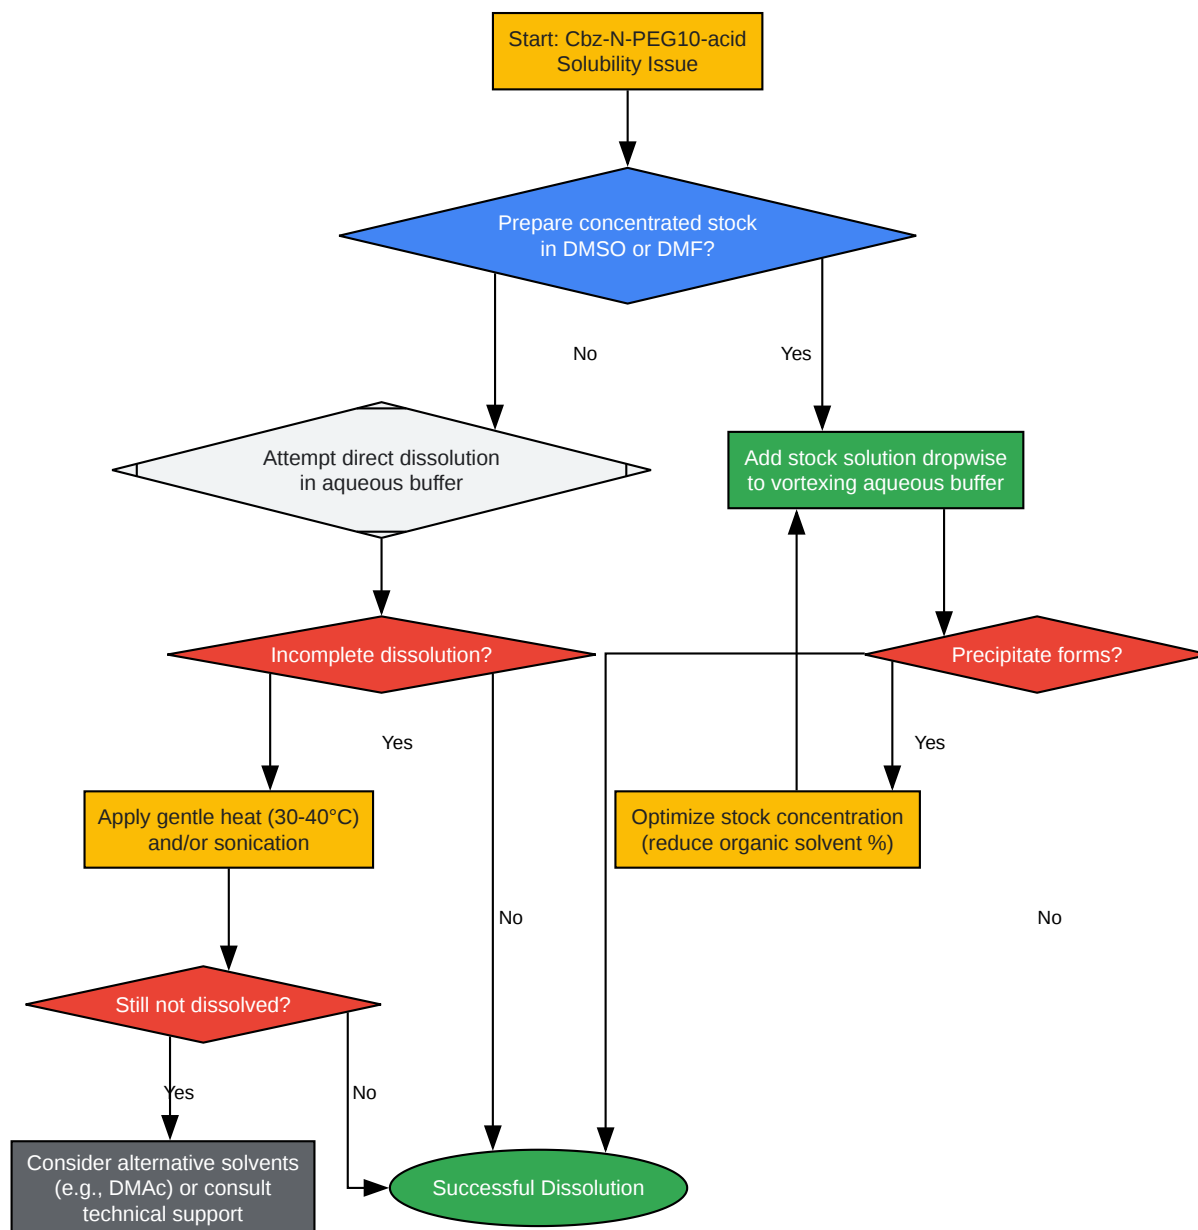 Start: Cbz-N-PEG10-acid
Solubility Issue
Prepare concentrated stock
in DMSO or DMF?
No
Yes
Attempt direct dissolution
in aqueous buffer
Add stock solution dropwise
to vortexing aqueous buffer
Incomplete dissolution?
Precipitate forms?
Yes
Yes
Apply gentle heat (30-40°C)
and/or sonication
Optimize stock concentration
(reduce organic solvent %)
No
No
Still not dissolved?
Yes
No
Consider alternative solvents
(e.g., DMAc) or consult
technical support
Successful Dissolution